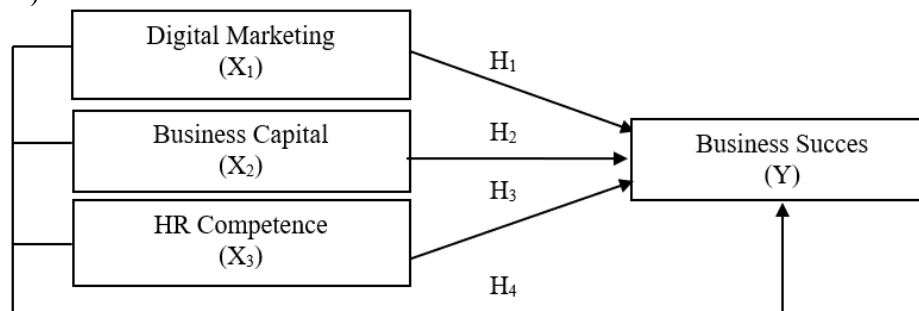 )
Digital Marketing
(X₁)
H₁
Business Capital
(X₂)
H₂
Business Succes
(Y)
H₃
HR Competence
(X₃)
H₄